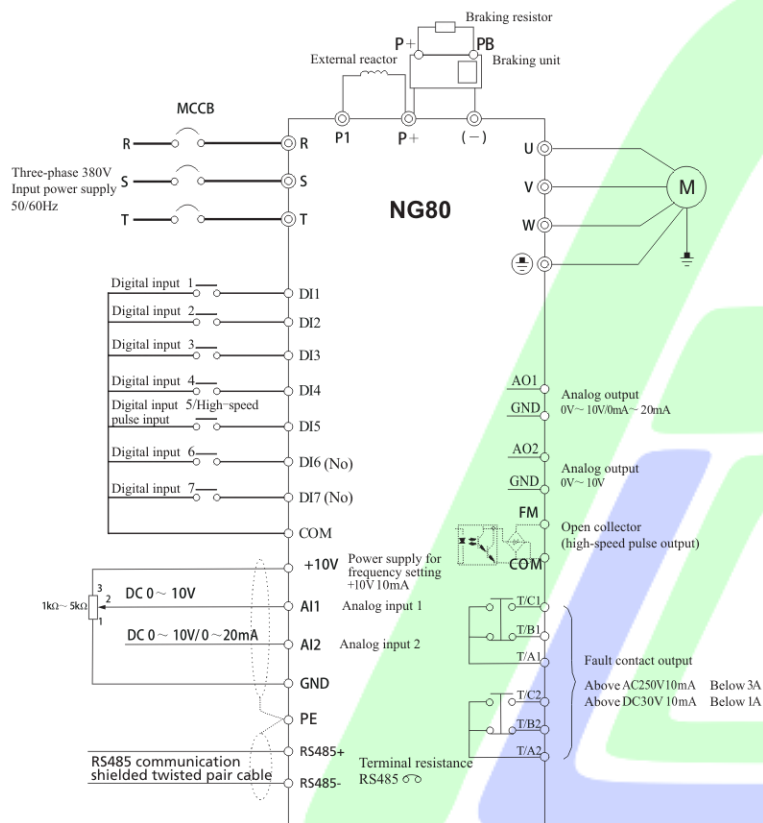 Braking resistor
P+ PB
External reactor
Braking unit
MCCB
P1 P+ (−)
R R
Three-phase 380V
Input power supply
50/60Hz
S S
T T
NG80
U
V
W
M
Digital input 1
DI1
Digital input 2
DI2
Digital input 3
DI3
Digital input 4
DI4
Digital input 5/High-speed
pulse input
DI5
Digital input 6
DI6 (No)
Digital input 7
DI7 (No)
COM
AO1
GND
Analog output
0V~10V/0mA~20mA
AO2
GND
Analog output
0V~10V
FM
Open collector
(high-speed pulse output)
COM
+10V
Power supply for
frequency setting
+10V 10mA
1kΩ~5kΩ
3
2
1
DC 0~10V
AI1
Analog input 1
DC 0~10V/0~20mA
AI2
Analog input 2
GND
PE
RS485+
RS485 communication
shielded twisted pair cable
RS485-
Terminal resistance
RS485
T/C1
T/B1
T/A1
T/C2
T/B2
T/A2
Fault contact output
Above AC250V10mA Below 3A
Above DC30V 10mA Below 1A